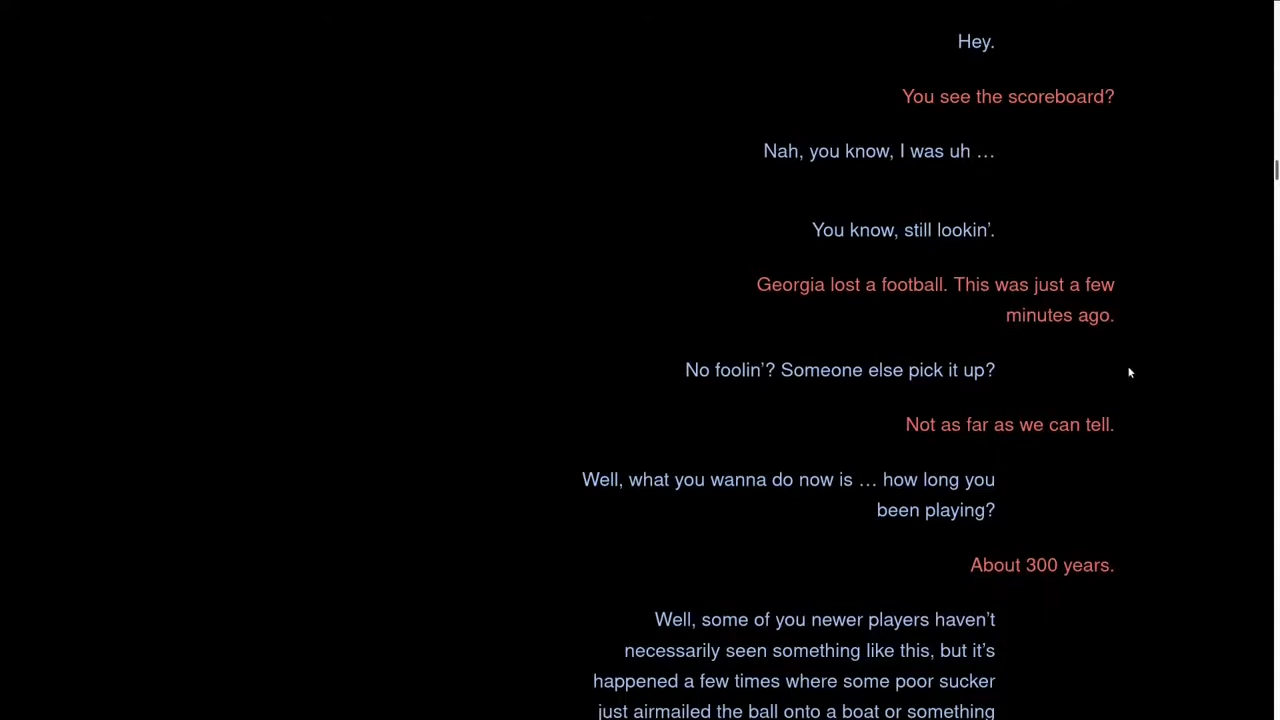 Hey.
You see the scoreboard?
Nah, you know, I was uh …
You know, still lookin’.
Georgia lost a football. This was just a few
minutes ago.
No foolin’? Someone else pick it up?
Not as far as we can tell.
Well, what you wanna do now is … how long you
been playing?
About 300 years.
Well, some of you newer players haven’t
necessarily seen something like this, but it’s
happened a few times where some poor sucker
just airmailed the ball onto a boat or something